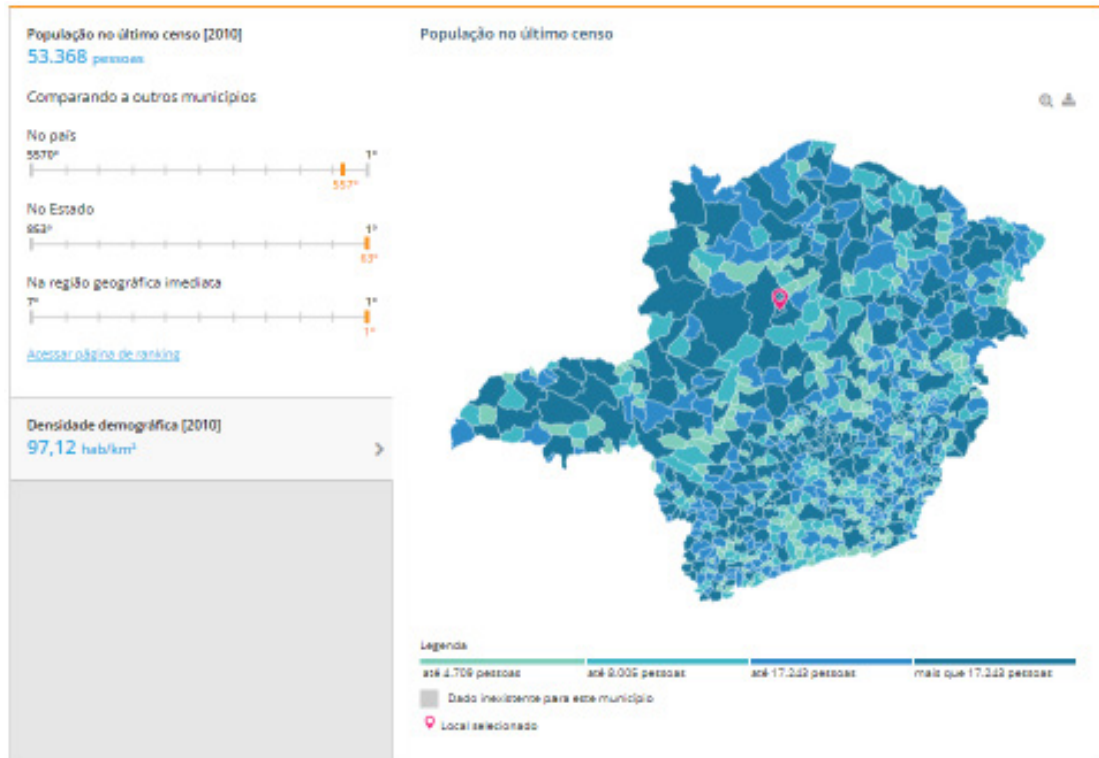 População no último censo [2010]
53.368 pessoas
Comparando a outros municípios
No país
5570º 1º
557º
No Estado
853º 1º
63º
Na região geográfica imediata
7º 1º
1º
Acessar página de ranking
Densidade demográfica [2010]
97,12 hab/km²
População no último censo
Legenda
até 4.709 pessoas até 8.005 pessoas até 17.243 pessoas mais que 17.243 pessoas
Dado inexistente para este município
Local selecionado